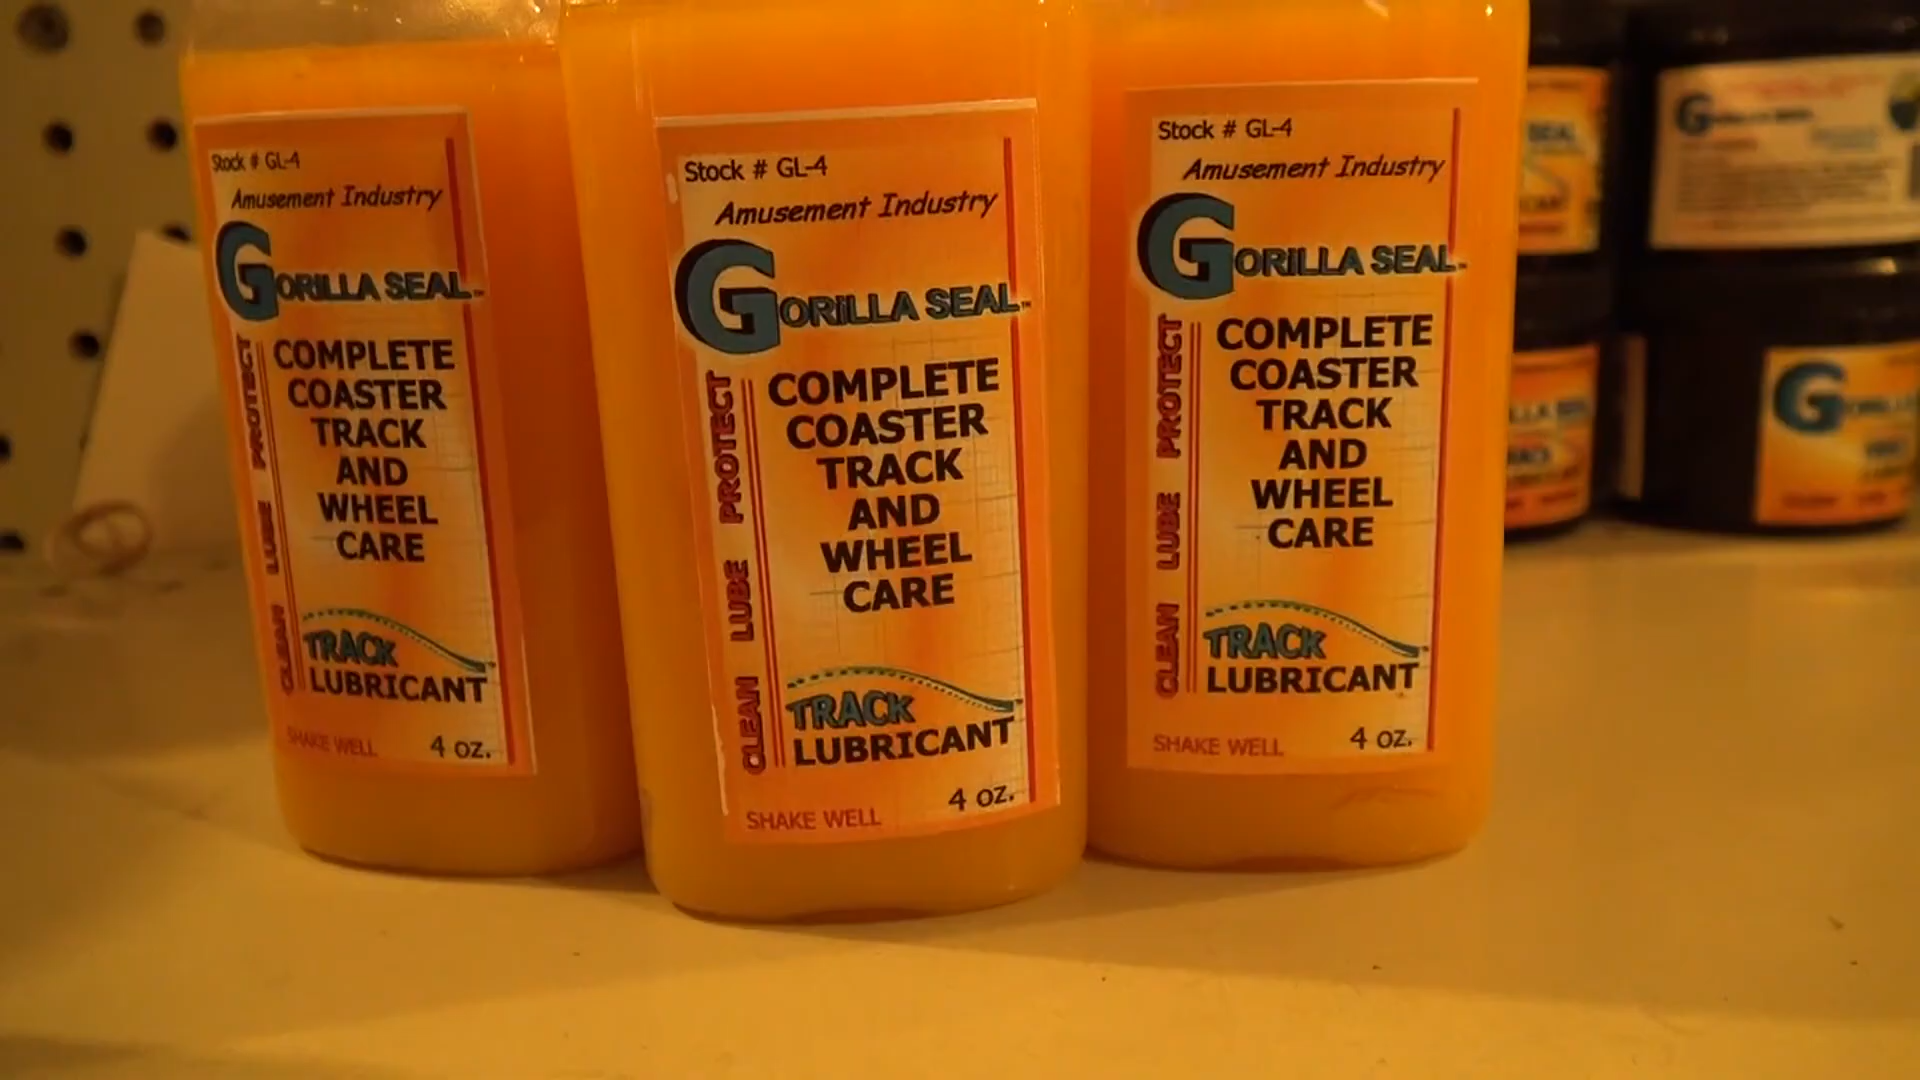 Stock # GL-4
Amusement Industry
GORILLA SEAL™
COMPLETE
COASTER
TRACK
AND
WHEEL
CARE
CLEAN LUBE PROTECT
TRACK
LUBRICANT
SHAKE WELL 4 oz.
Stock # GL-4
Amusement Industry
GORILLA SEAL™
COMPLETE
COASTER
TRACK
AND
WHEEL
CARE
CLEAN LUBE PROTECT
TRACK
LUBRICANT
4 oz.
SHAKE WELL
Stock # GL-4
Amusement Industry
GORILLA SEAL™
COMPLETE
COASTER
TRACK
AND
WHEEL
CARE
CLEAN LUBE PROTECT
TRACK
LUBRICANT
SHAKE WELL 4 oz.
SEAL